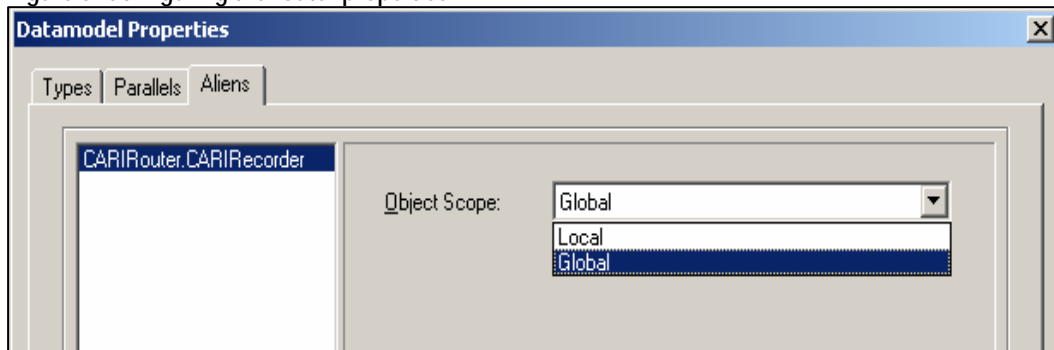 Datamodel Properties
Types Parallels Aliens
CARIRouter.CARIRecorder
Object Scope: Global
Local
Global